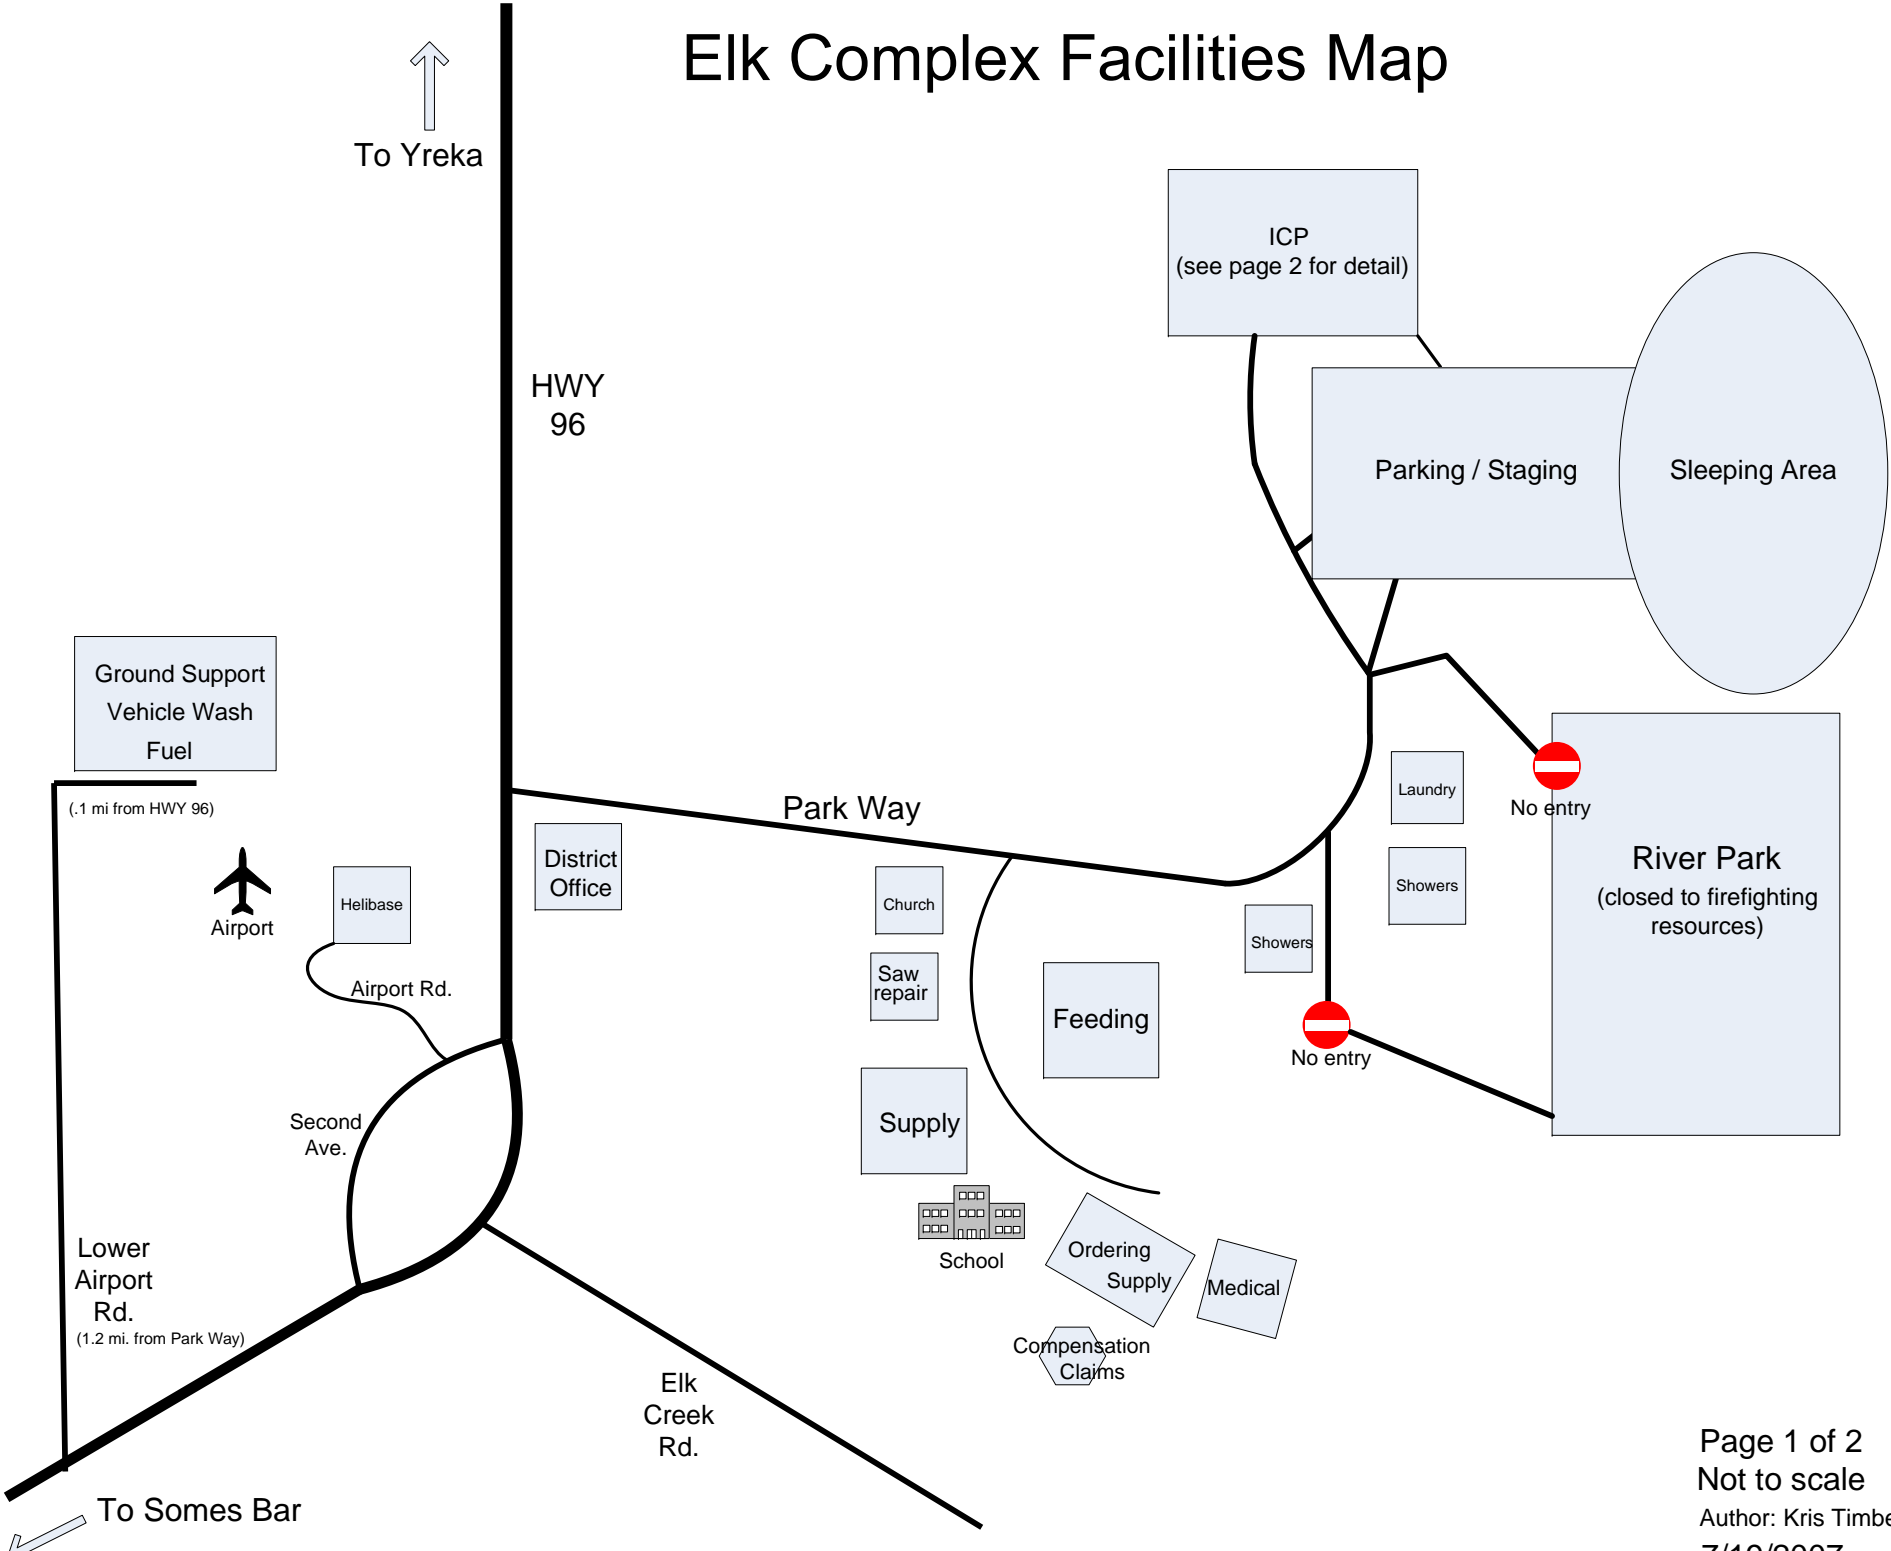 Elk Complex Facilities Map
To Yreka
HWY
96
ICP
(see page 2 for detail)
Parking / Staging
Sleeping Area
Ground Support
Vehicle Wash
Fuel
(.1 mi from HWY 96)
Airport
Helibase
Airport Rd.
District
Office
Park Way
Church
Saw
repair
Supply
Feeding
Showers
Laundry
Showers
No entry
No entry
River Park
(closed to firefighting
resources)
Second
Ave.
School
Ordering
Supply
Medical
Compensation
Claims
Lower
Airport
Rd.
(1.2 mi. from Park Way)
Elk
Creek
Rd.
To Somes Bar
Page 1 of 2
Not to scale
Author: Kris